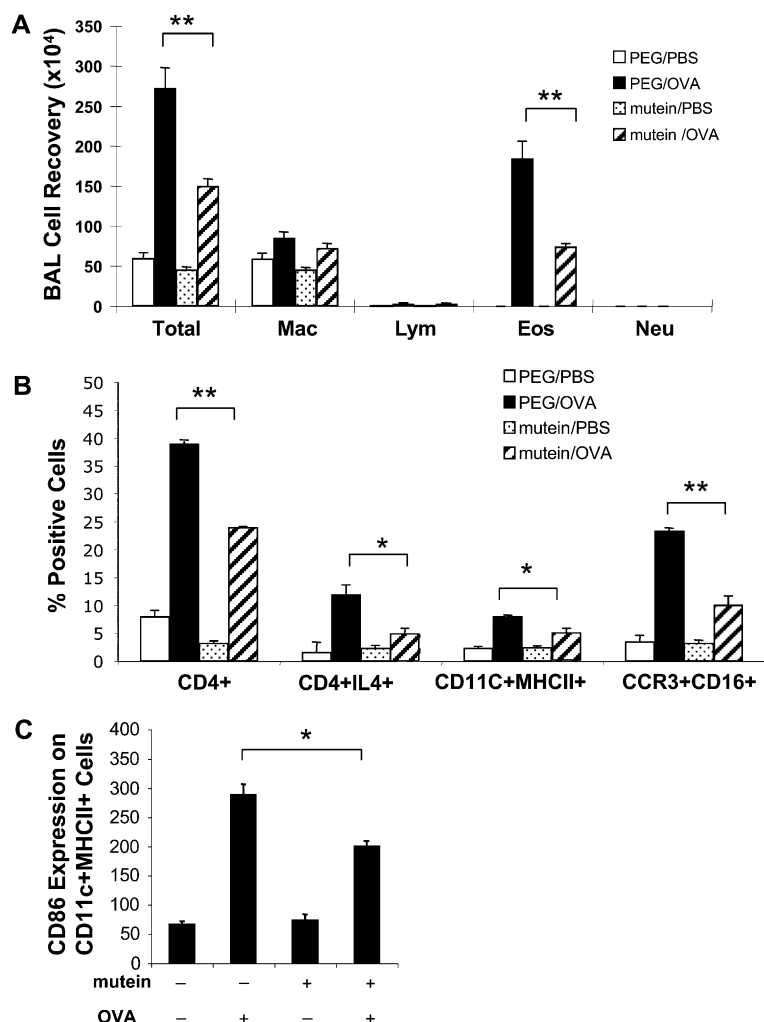 A
BAL Cell Recovery (x10⁴)
350
300
250
200
150
100
50
0
**
**
PEG/PBS
PEG/OVA
mutein/PBS
mutein /OVA
Total Mac Lym Eos Neu
B
% Positive Cells
50
45
40
35
30
25
20
15
10
5
0
**
*
*
**
PEG/PBS
PEG/OVA
mutein/PBS
mutein/OVA
CD4+ CD4+IL4+ CD11C+MHCII+ CCR3+CD16+
C
CD86 Expression on
CD11c+MHCII+ Cells
400
350
300
250
200
150
100
50
0
*
mutein – – + +
OVA – + – +